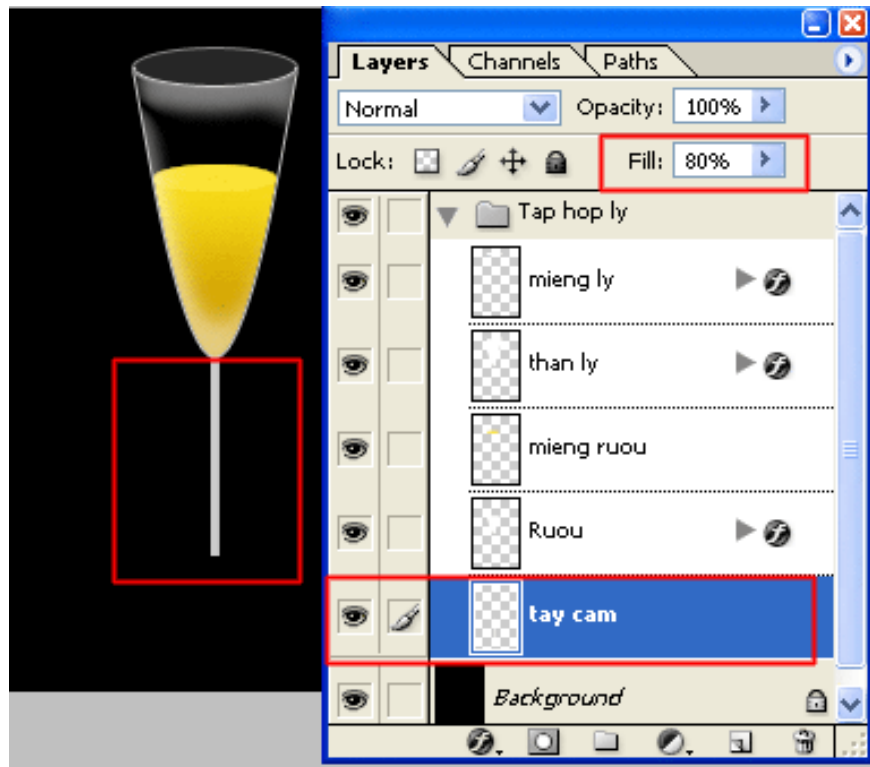 Layers Channels Paths
Normal Opacity: 100%
Lock: Fill: 80%
Tap hop ly
mieng ly
than ly
mieng ruou
Ruou
tay cam
Background